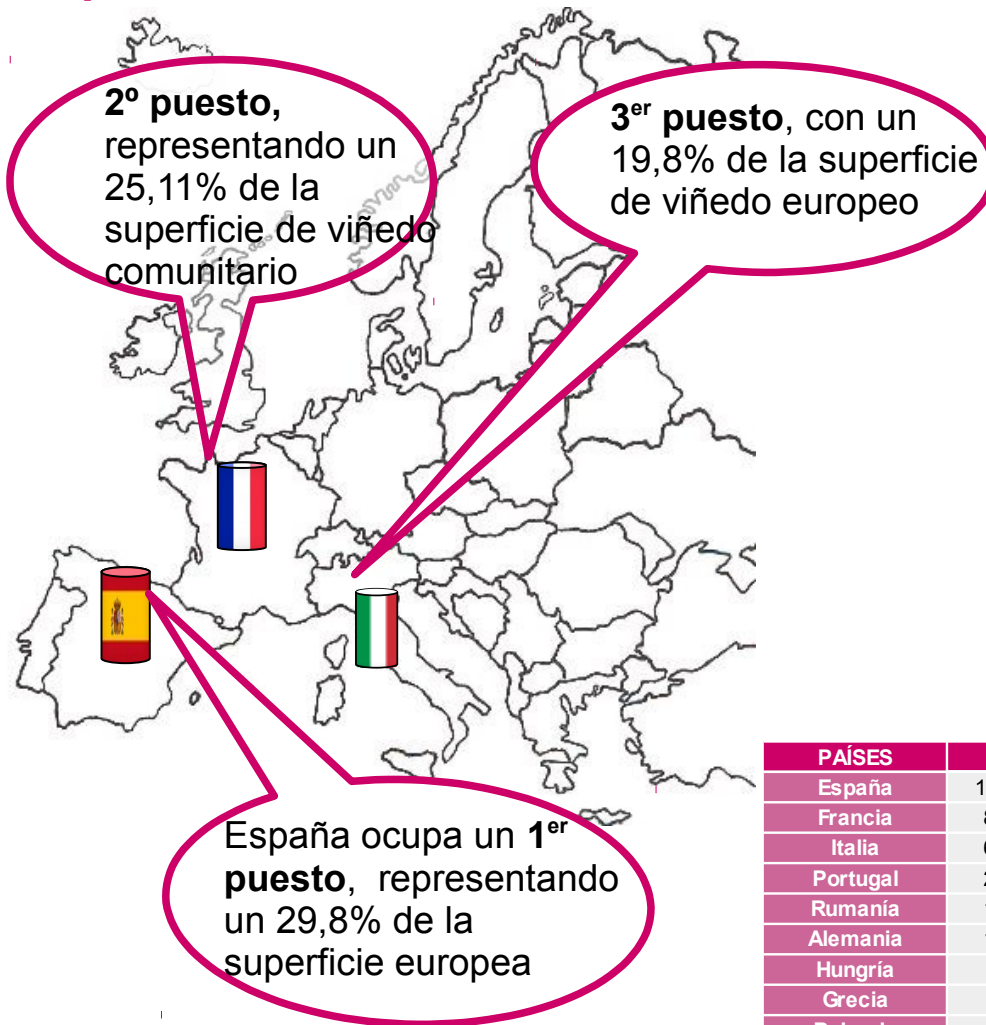 2º puesto,
representando un
25,11% de la
superficie de viñedo
comunitario
3er puesto, con un
19,8% de la superficie
de viñedo europeo
España ocupa un 1er
puesto, representando
un 29,8% de la
superficie europea
PAÍSES
España
Francia
Italia
Portugal
Rumanía
Alemania
Hungría
Grecia